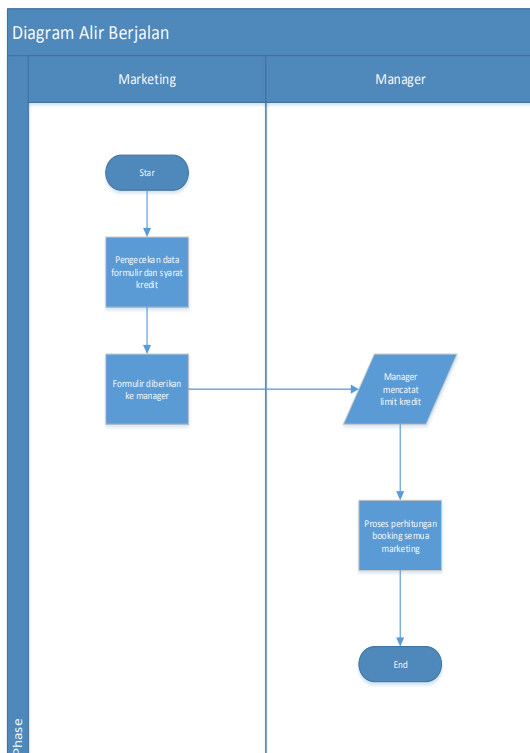 Diagram Alir Berjalan
Marketing
Manager
Star
Pengecekan data
formulir dan syarat
kredit
Formulir diberikan
ke manager
Manager
mencatat
limit kredit
Proses perhitungan
booking semua
marketing
End
Phase